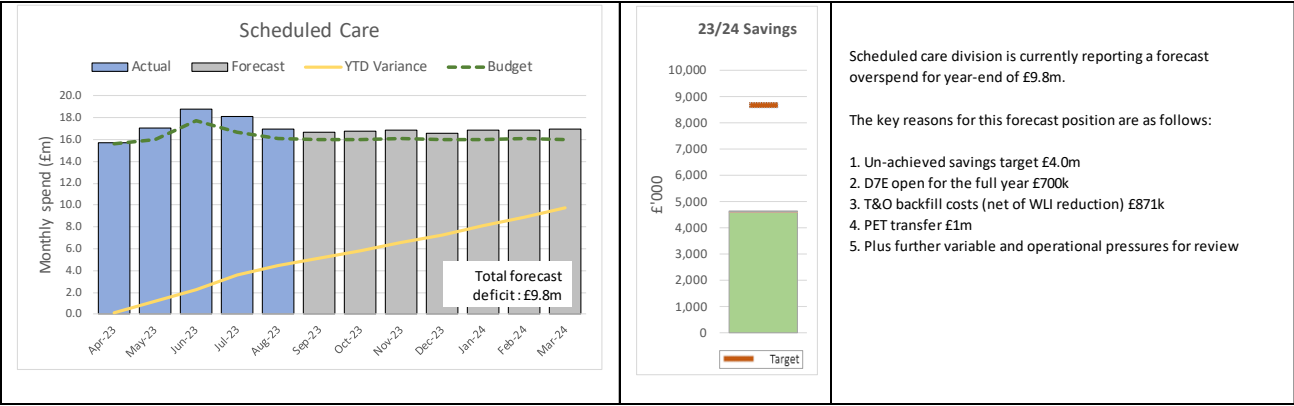 Scheduled Care
Actual Forecast YTD Variance Budget
Monthly spend (£m)
20.0
18.0
16.0
14.0
12.0
10.0
8.0
6.0
4.0
2.0
0.0
Total forecast
deficit : £9.8m
Apr-23 May-23 Jun-23 Jul-23 Aug-23 Sep-23 Oct-23 Nov-23 Dec-23 Jan-24 Feb-24 Mar-24
23/24 Savings
£'000
10,000
9,000
8,000
7,000
6,000
5,000
4,000
3,000
2,000
1,000
0
Target
Scheduled care division is currently reporting a forecast
overspend for year-end of £9.8m.
The key reasons for this forecast position are as follows:
1. Un-achieved savings target £4.0m
2. D7E open for the full year £700k
3. T&O backfill costs (net of WLI reduction) £871k
4. PET transfer £1m
5. Plus further variable and operational pressures for review